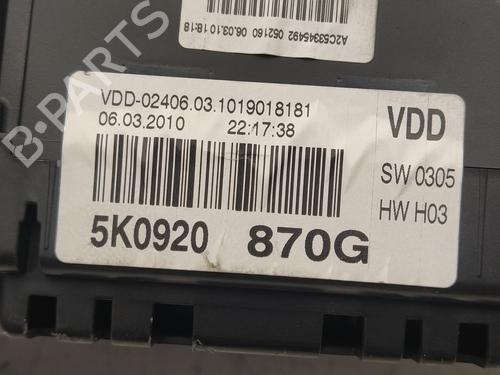 A2C53345492 052160 06.03.10 18:18
VDD-02406.03.1019018181
06.03.2010 22:17:38
VDD
SW 0305
HW H03
5K0920 870G
B-PARTS